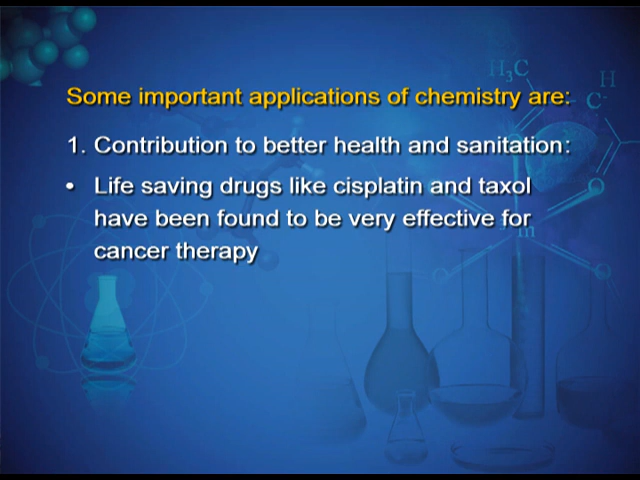 Some important applications of chemistry are:
1. Contribution to better health and sanitation:
• Life saving drugs like cisplatin and taxol
have been found to be very effective for
cancer therapy
H₃C
H
C
m